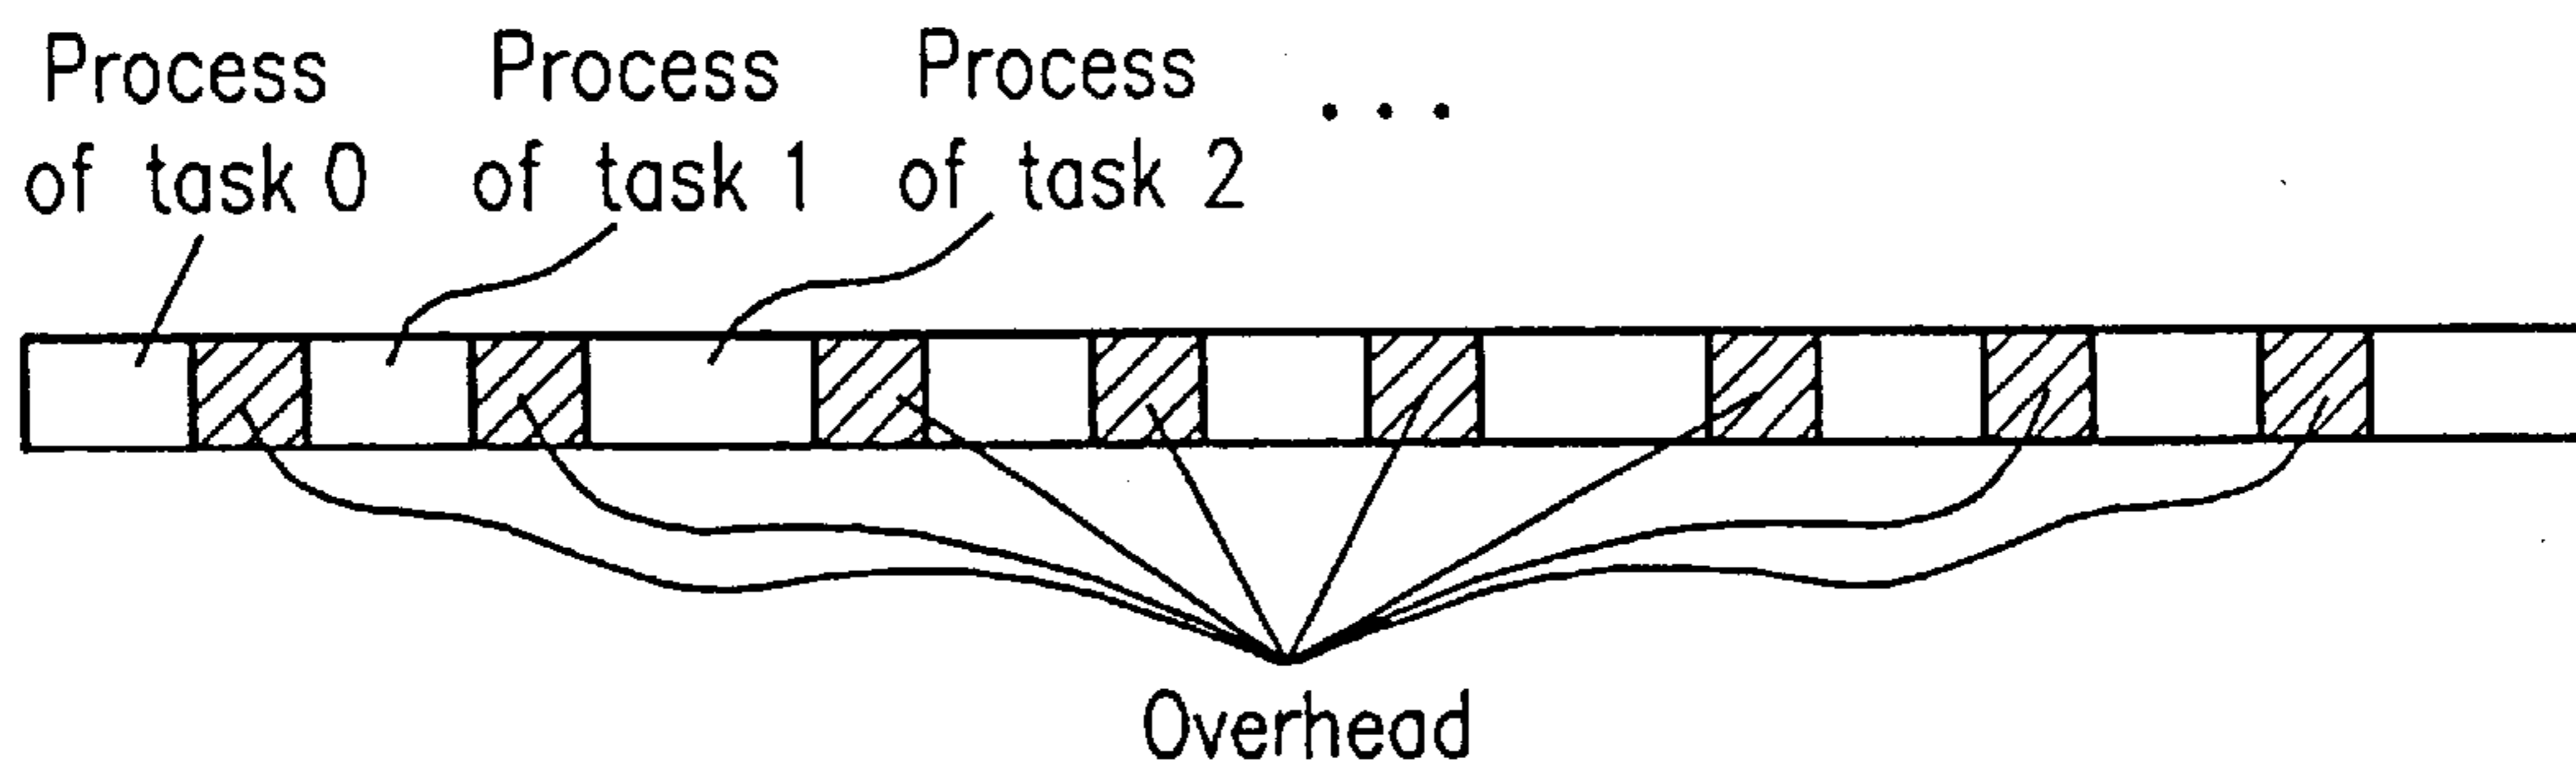 Process
of task 0
Process
of task 1
Process
of task 2
...
Overhead